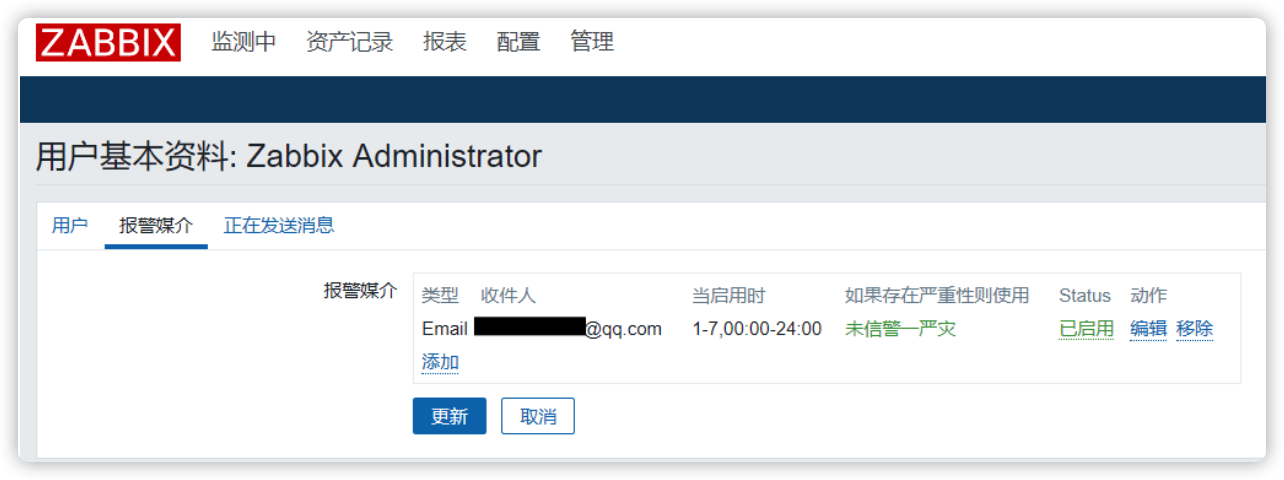 ZABBIX 监测中 资产记录 报表 配置 管理
用户基本资料: Zabbix Administrator
用户 报警媒介 正在发送消息
报警媒介 类型 收件人 当启用时 如果存在严重性则使用 Status 动作
Email @qq.com 1-7,00:00-24:00 未信警一严灾 已启用 编辑 移除
添加
更新 取消